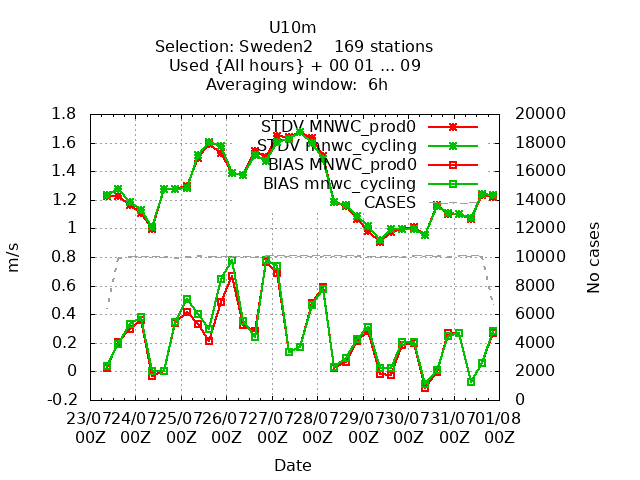 U10m
Selection: Sweden2    169 stations
Used {All hours} + 00 01 ... 09
Averaging window:  6h
STDV MNWC_prod0
STDV mnwc_cycling
BIAS MNWC_prod0
BIAS mnwc_cycling
CASES
1.8
1.6
1.4
1.2
1
0.8
0.6
0.4
0.2
0
-0.2
m/s
20000
18000
16000
14000
12000
10000
8000
6000
4000
2000
0
No cases
23/07 24/07 25/07 26/07 27/07 28/07 29/07 30/07 31/07 01/08
00Z 00Z 00Z 00Z 00Z 00Z 00Z 00Z 00Z 00Z
Date